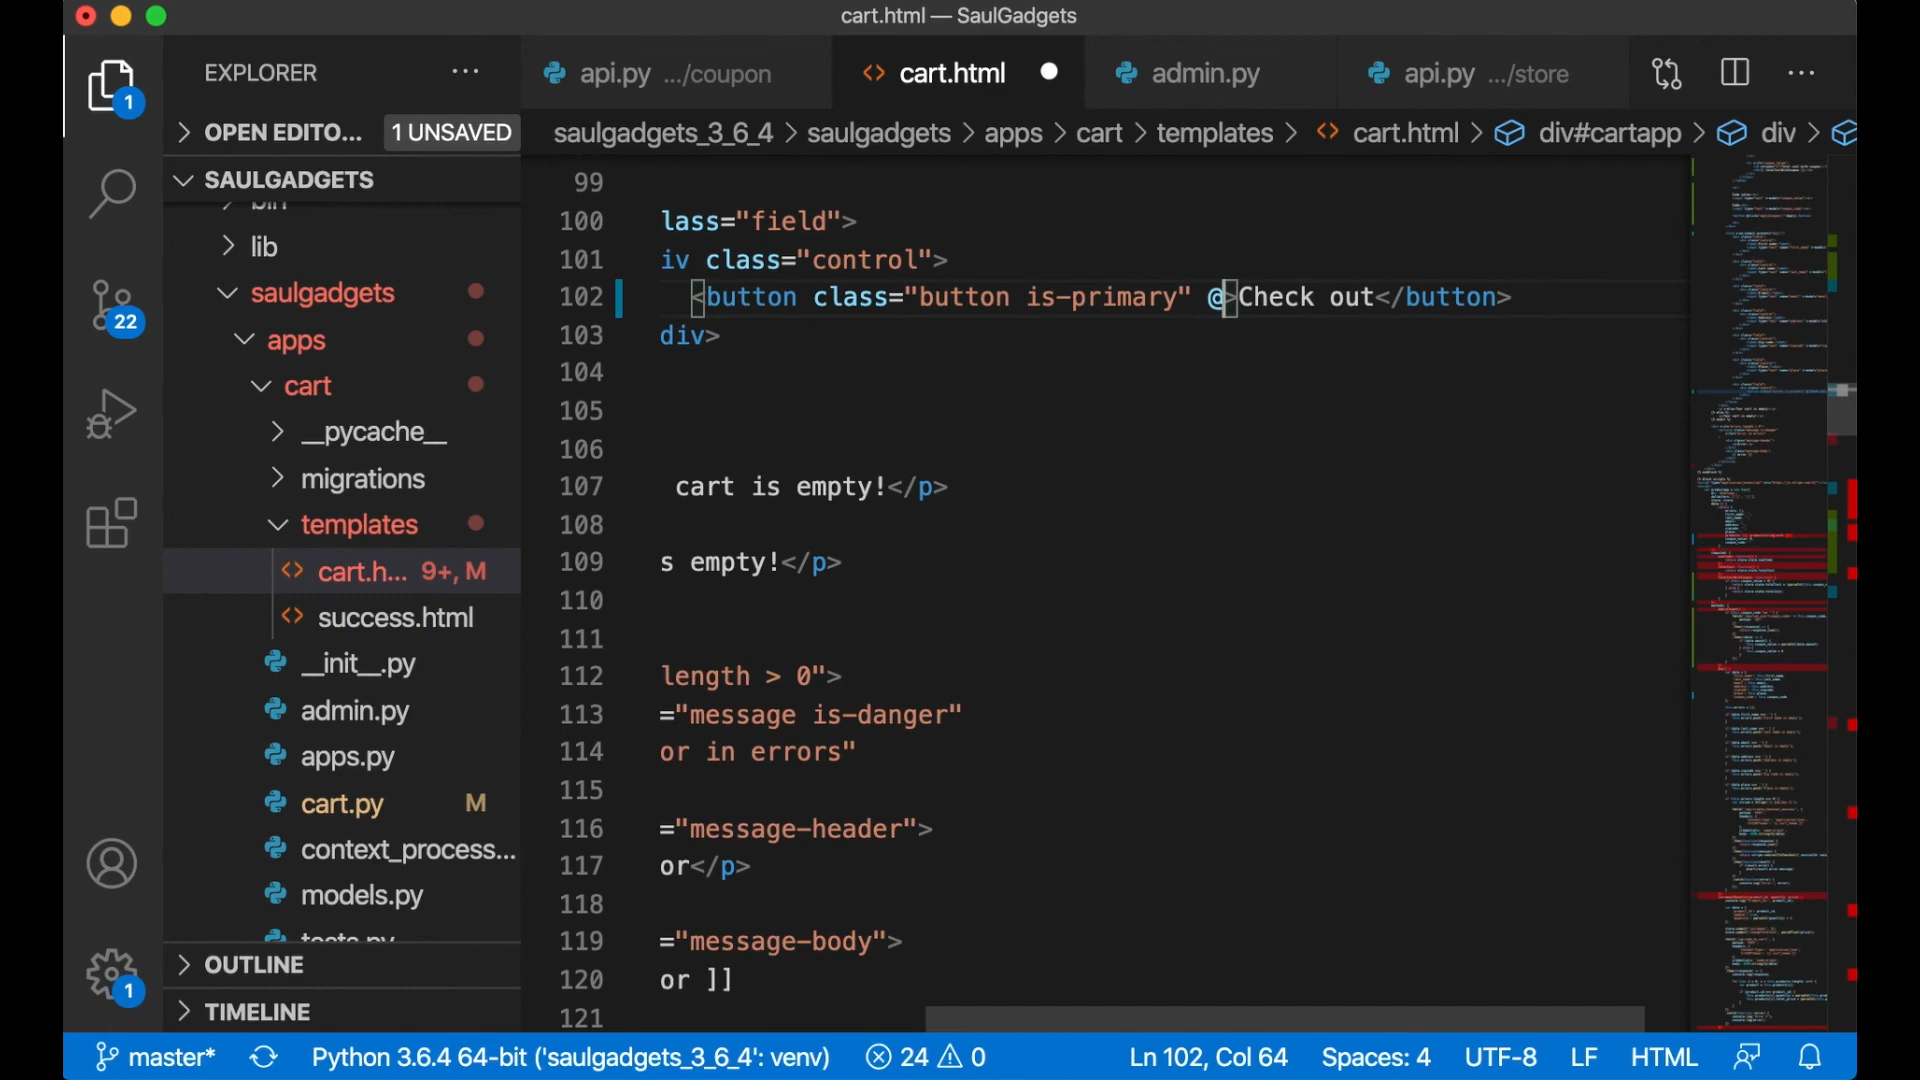 cart.html — SaulGadgets
EXPLORER
api.py .../coupon
cart.html
admin.py
api.py .../store
OPEN EDITO...
1 UNSAVED
saulgadgets_3_6_4 > saulgadgets > apps > cart > templates > cart.html > div#cartapp > div >
SAULGADGETS
bin
lib
saulgadgets
apps
cart
__pycache__
migrations
templates
cart.h... 9+, M
success.html
__init__.py
admin.py
apps.py
cart.py M
context_process...
models.py
tests.py
OUTLINE
TIMELINE
1
22
1
99
100 lass="field">
101 iv class="control">
102 <button class="button is-primary" @>Check out</button>
103 div>
104
105
106
107 cart is empty!</p>
108
109 s empty!</p>
110
111
112 length > 0">
113 ="message is-danger"
114 or in errors"
115
116 ="message-header">
117 or</p>
118
119 ="message-body">
120 or ]]
121
master*
Python 3.6.4 64-bit ('saulgadgets_3_6_4': venv)
24
0
Ln 102, Col 64
Spaces: 4
UTF-8
LF
HTML